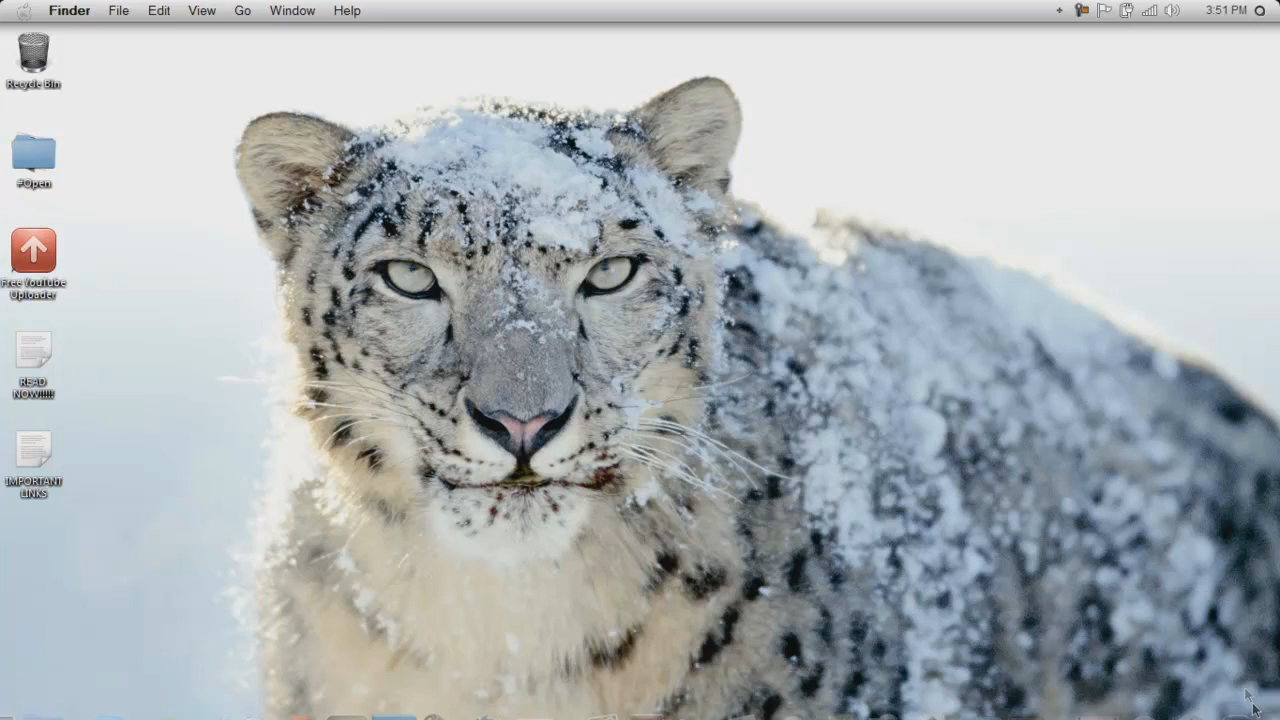 Finder File Edit View Go Window Help 3:51 PM
Recycle Bin
#Open
Free YouTube
Uploader
READ
NOW!!!!!
IMPORTANT
LINKS